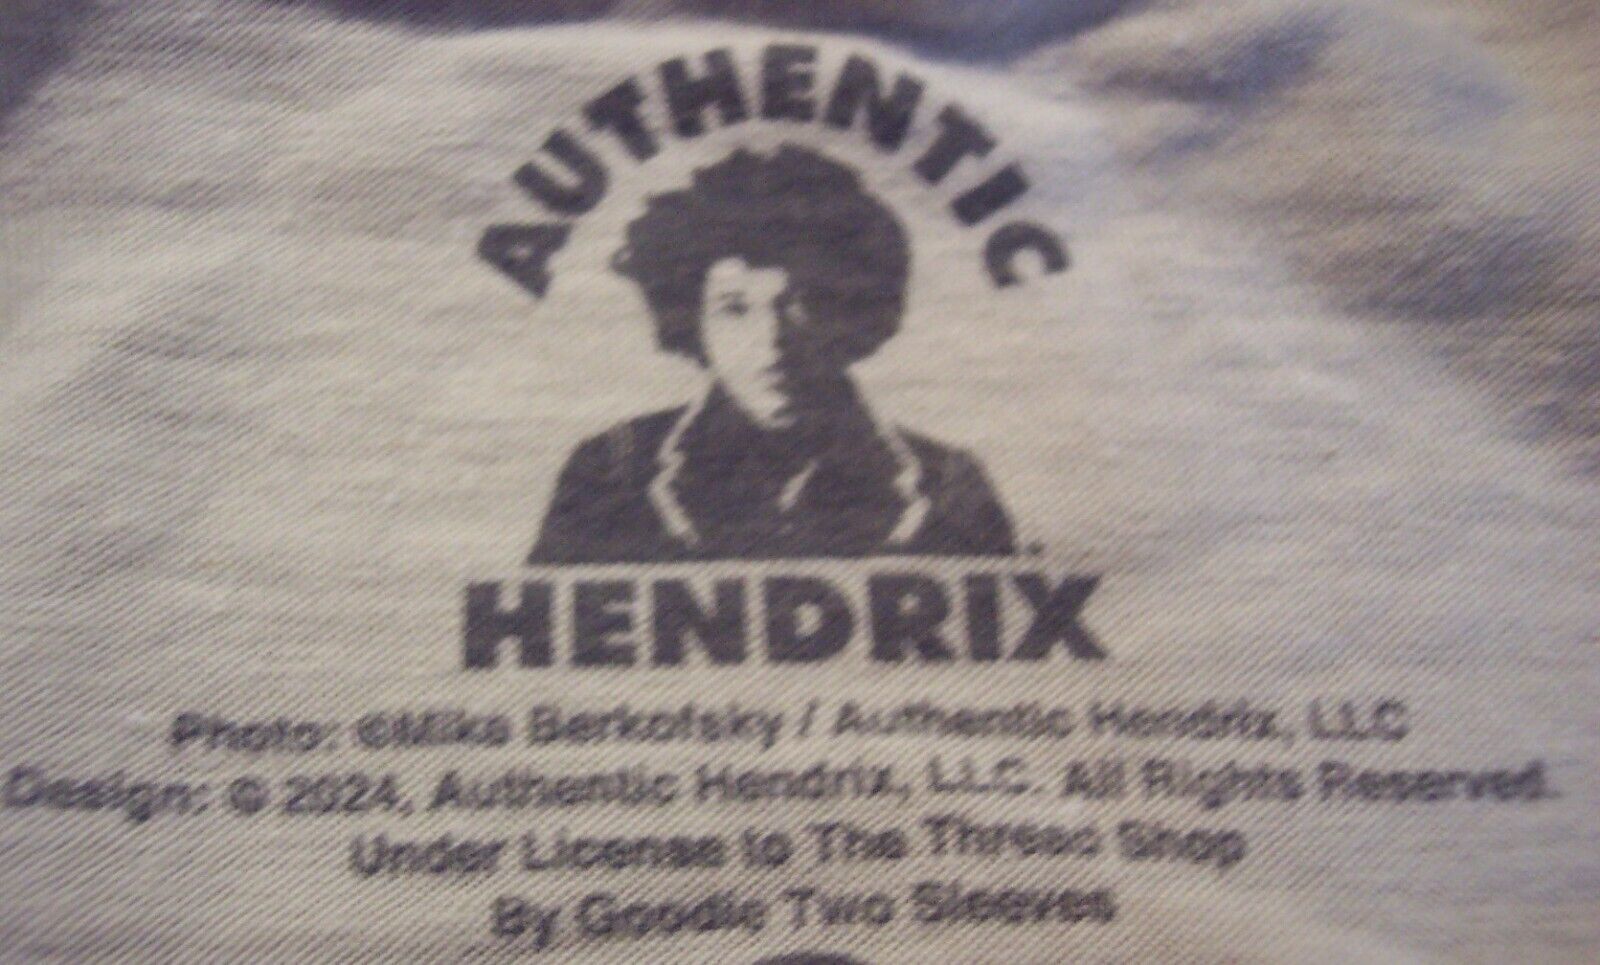 AUTHENTIC
HENDRIX
Photo: ©Mike Berkofsky / Authentic Hendrix, LLC
Design: © 2024, Authentic Hendrix, LLC. All Rights Reserved.
Under License to The Thread Shop
By Goodie Two Sleeves